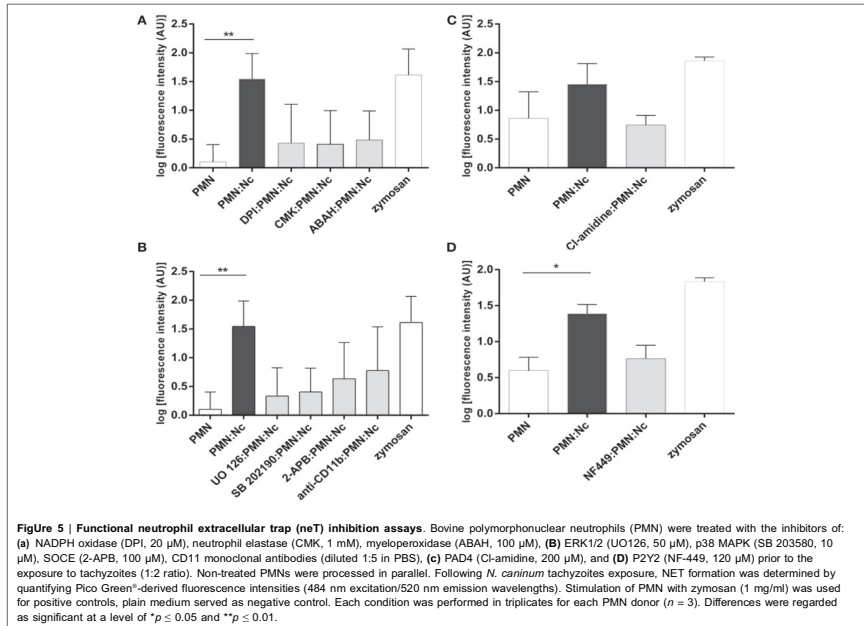 A
log [fluorescence intensity (AU)]
2.5
2.0
1.5
1.0
0.5
0.0
**
PMN
PMN:Nc
DPI:PMN:Nc
CMK:PMN:Nc
ABAH:PMN:Nc
zymosan
C
log [fluorescence intensity (AU)]
2.5
2.0
1.5
1.0
0.5
0.0
PMN
PMN:Nc
Cl-amidine:PMN:Nc
zymosan
B
log [fluorescence intensity (AU)]
2.5
2.0
1.5
1.0
0.5
0.0
**
PMN
PMN:Nc
UO 126:PMN:Nc
SB 202190:PMN:Nc
2-APB:PMN:Nc
anti-CD11b:PMN:Nc
zymosan
D
log [fluorescence intensity (AU)]
2.0
1.5
1.0
0.5
0.0
*
PMN
PMN:Nc
NF449:PMN:Nc
zymosan
FigUre 5 | Functional neutrophil extracellular trap (neT) inhibition assays. Bovine polymorphonuclear neutrophils (PMN) were treated with the inhibitors of:
(a) NADPH oxidase (DPI, 20 μM), neutrophil elastase (CMK, 1 mM), myeloperoxidase (ABAH, 100 μM), (B) ERK1/2 (UO126, 50 μM), p38 MAPK (SB 203580, 10
μM), SOCE (2-APB, 100 μM), CD11 monoclonal antibodies (diluted 1:5 in PBS), (c) PAD4 (Cl-amidine, 200 μM), and (D) P2Y2 (NF-449, 120 μM) prior to the
exposure to tachyzoites (1:2 ratio). Non-treated PMNs were processed in parallel. Following N. caninum tachyzoites exposure, NET formation was determined by
quantifying Pico Green®-derived fluorescence intensities (484 nm excitation/520 nm emission wavelengths). Stimulation of PMN with zymosan (1 mg/ml) was used
for positive controls, plain medium served as negative control. Each condition was performed in triplicates for each PMN donor (n = 3). Differences were regarded
as significant at a level of *p ≤ 0.05 and **p ≤ 0.01.